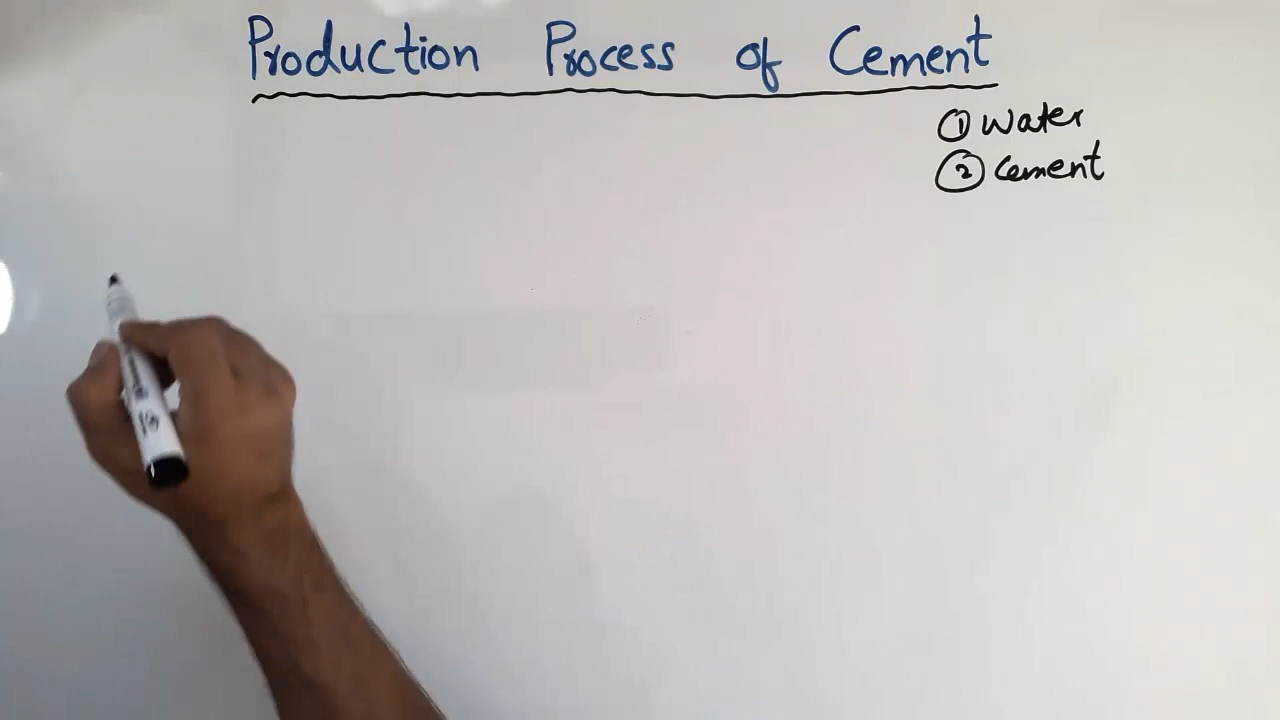 Production Process of Cement
① Water
② Cement